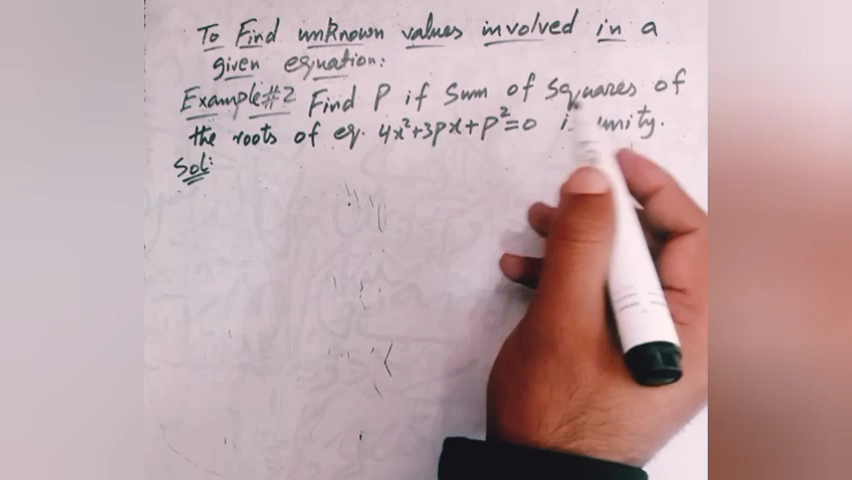 To Find unknown values involved in a
given equation:
Example#2 Find P if Sum of Squares of
the roots of eq. 4x²+3px+p²=0 is unity.
Sol: